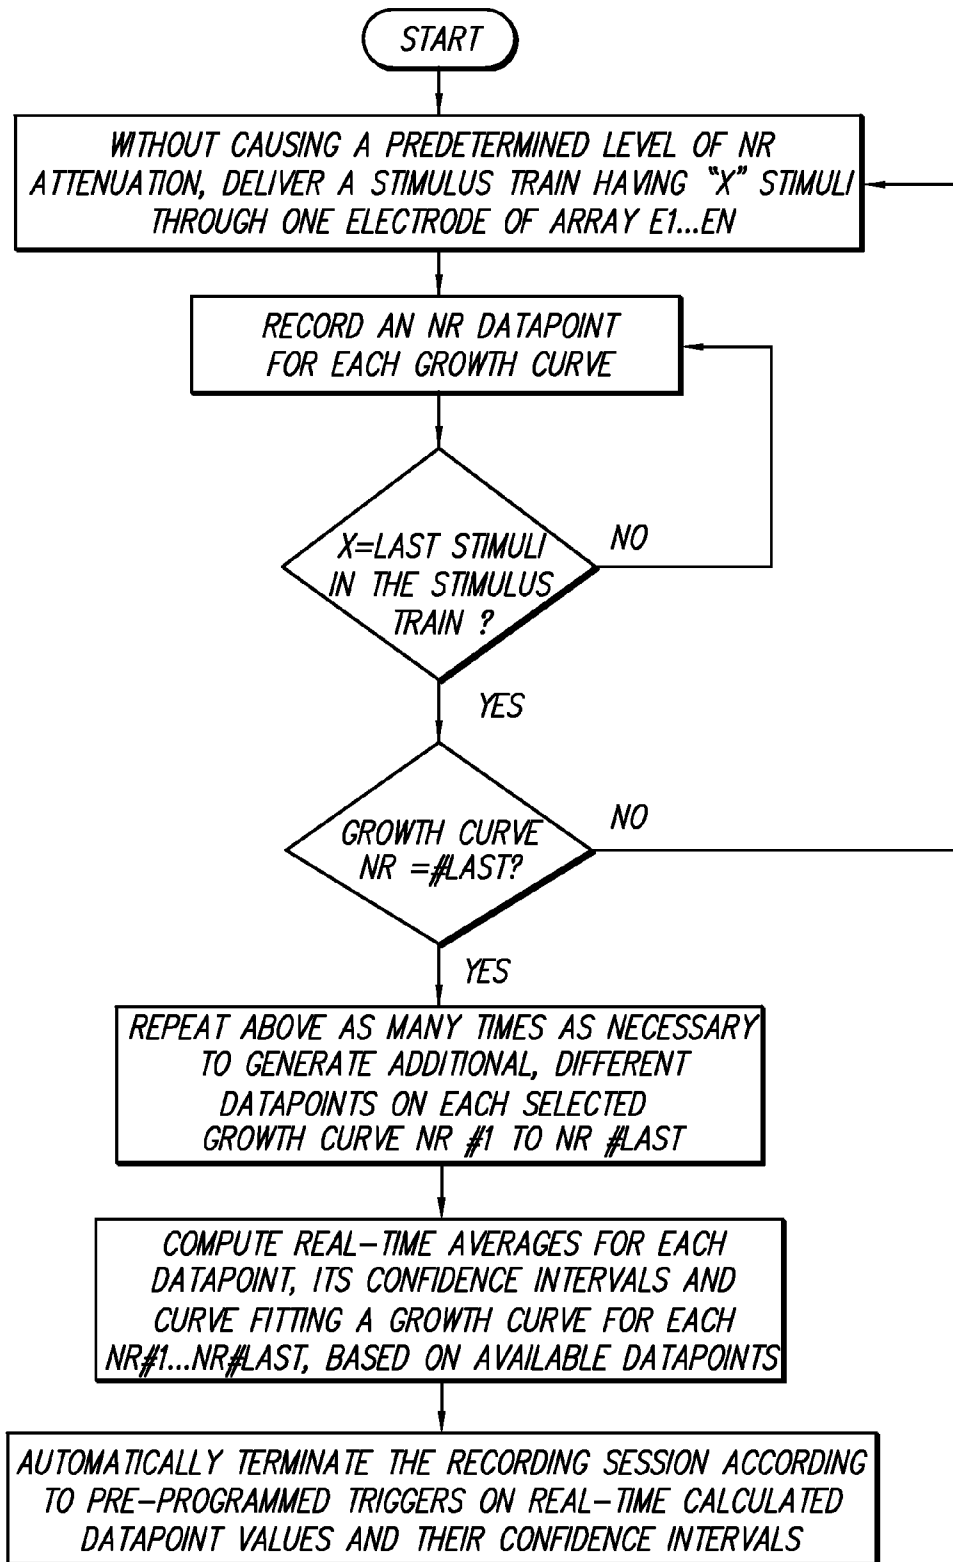 START
WITHOUT CAUSING A PREDETERMINED LEVEL OF NR
ATTENUATION, DELIVER A STIMULUS TRAIN HAVING “X” STIMULI
THROUGH ONE ELECTRODE OF ARRAY E1...EN
RECORD AN NR DATAPOINT
FOR EACH GROWTH CURVE
X=LAST STIMULI
IN THE STIMULUS
TRAIN ?
NO
YES
GROWTH CURVE
NR =#LAST?
NO
YES
REPEAT ABOVE AS MANY TIMES AS NECESSARY
TO GENERATE ADDITIONAL, DIFFERENT
DATAPOINTS ON EACH SELECTED
GROWTH CURVE NR #1 TO NR #LAST
COMPUTE REAL-TIME AVERAGES FOR EACH
DATAPOINT, ITS CONFIDENCE INTERVALS AND
CURVE FITTING A GROWTH CURVE FOR EACH
NR#1...NR#LAST, BASED ON AVAILABLE DATAPOINTS
AUTOMATICALLY TERMINATE THE RECORDING SESSION ACCORDING
TO PRE-PROGRAMMED TRIGGERS ON REAL-TIME CALCULATED
DATAPOINT VALUES AND THEIR CONFIDENCE INTERVALS